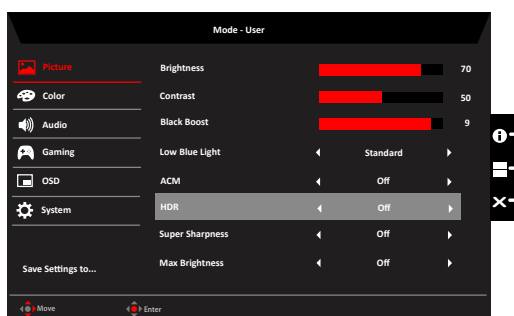 Mode - User
Picture
Color
Audio
Gaming
OSD
System
Save Settings to...
Brightness 70
Contrast 50
Black Boost 9
Low Blue Light Standard
ACM Off
HDR Off
Super Sharpness Off
Max Brightness Off
Move Enter